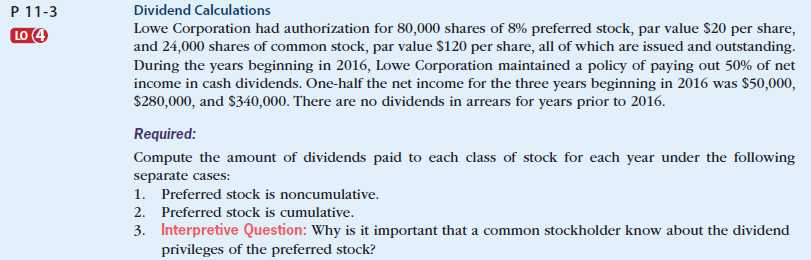 P 11-3
LO 4
Dividend Calculations
Lowe Corporation had authorization for 80,000 shares of 8% preferred stock, par value $20 per share,
and 24,000 shares of common stock, par value $120 per share, all of which are issued and outstanding.
During the years beginning in 2016, Lowe Corporation maintained a policy of paying out 50% of net
income in cash dividends. One-half the net income for the three years beginning in 2016 was $50,000,
$280,000, and $340,000. There are no dividends in arrears for years prior to 2016.
Required:
Compute the amount of dividends paid to each class of stock for each year under the following
separate cases:
1. Preferred stock is noncumulative.
2. Preferred stock is cumulative.
3. Interpretive Question: Why is it important that a common stockholder know about the dividend
privileges of the preferred stock?